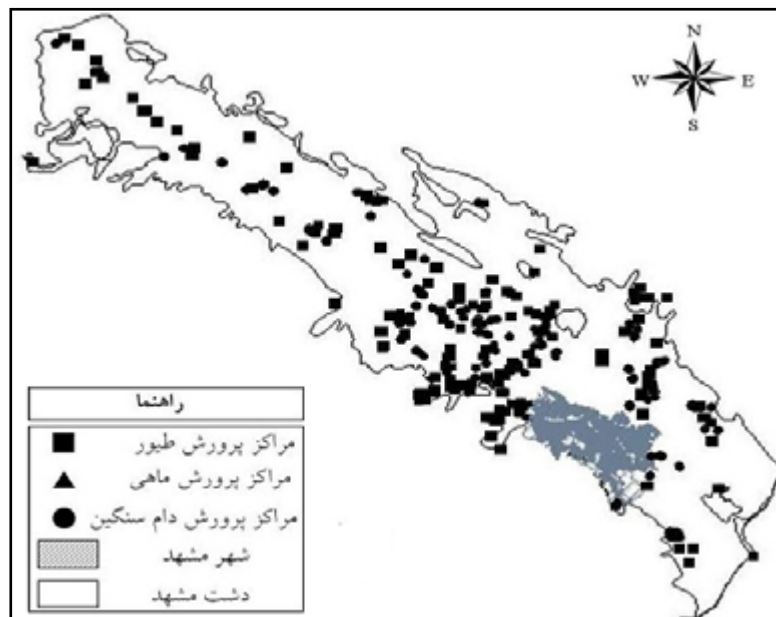 N
W E
S
راهنما
مراکز پرورش طیور
مراکز پرورش ماهی
مراکز پرورش دام سنگین
شهر مشهد
دشت مشهد